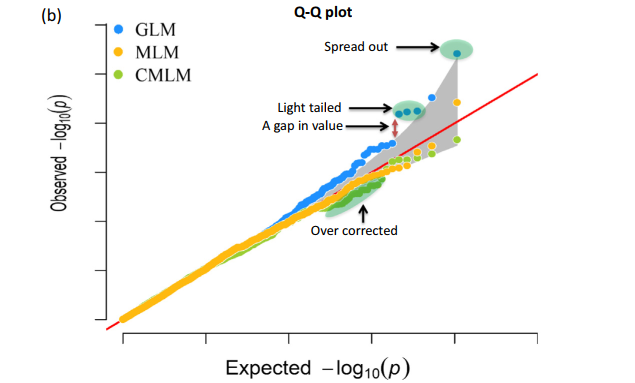 (b)
Q-Q plot
GLM
MLM
CMLM
Spread out
Light tailed
A gap in value
Over corrected
Observed −log₁₀(p)
Expected −log₁₀(p)